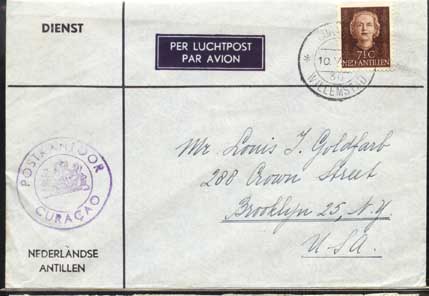 DIENST
PER LUCHTPOST
PAR AVION
WILLEMSTAD
7½ C
NED. ANTILLEN
POSTKANTOOR
CURAÇAO
Mr. Louis I. Goldfarb
288 Crown Street
Brooklyn 25, N.Y.
U.S.A.
NEDERLANDSE
ANTILLEN